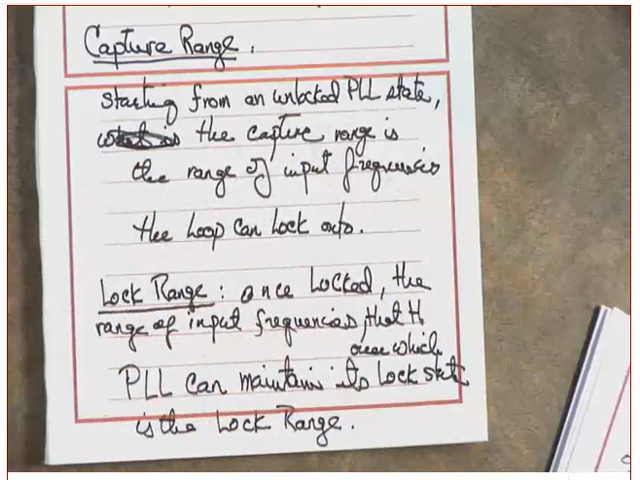 Capture Range.
starting from an unlocked PLL state,
the capture range is
the range of input frequencies
the Loop can Lock onto.
Lock Range: once Locked, the
range of input frequencies, that th
over which
PLL can maintain its Lock state
is the Lock Range.